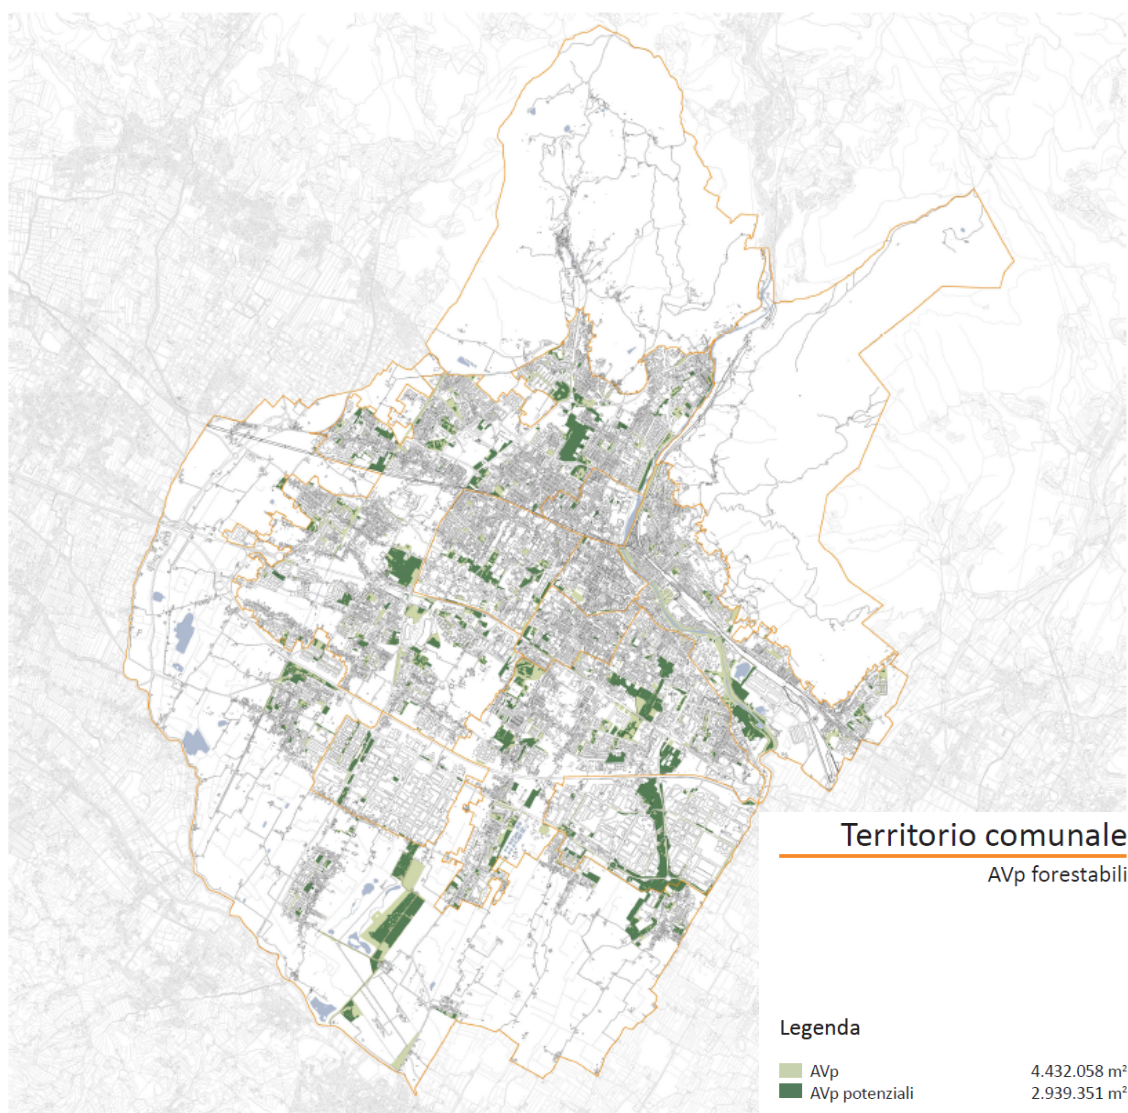 Territorio comunale
AVp forestabili
Legenda
AVp 4.432.058 m²
AVp potenziali 2.939.351 m²